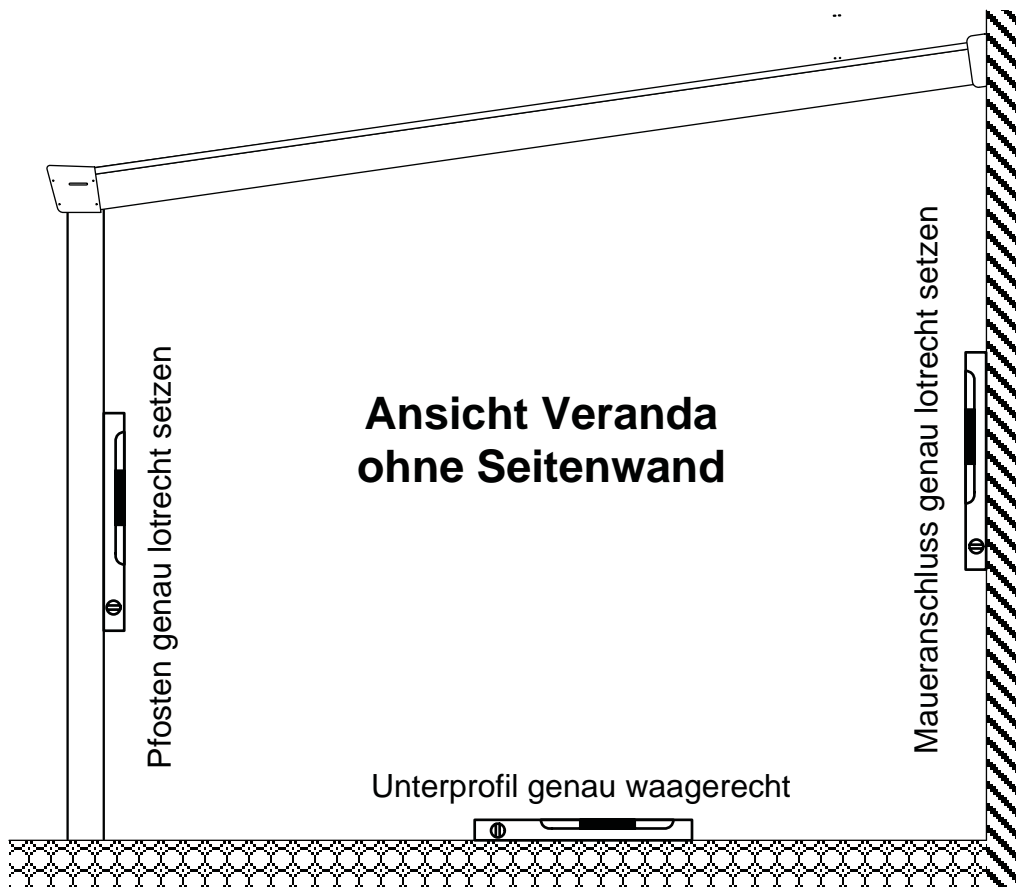 Ansicht Veranda
ohne Seitenwand
Pfosten genau lotrecht setzen
Maueranschluss genau lotrecht setzen
Unterprofil genau waagerecht